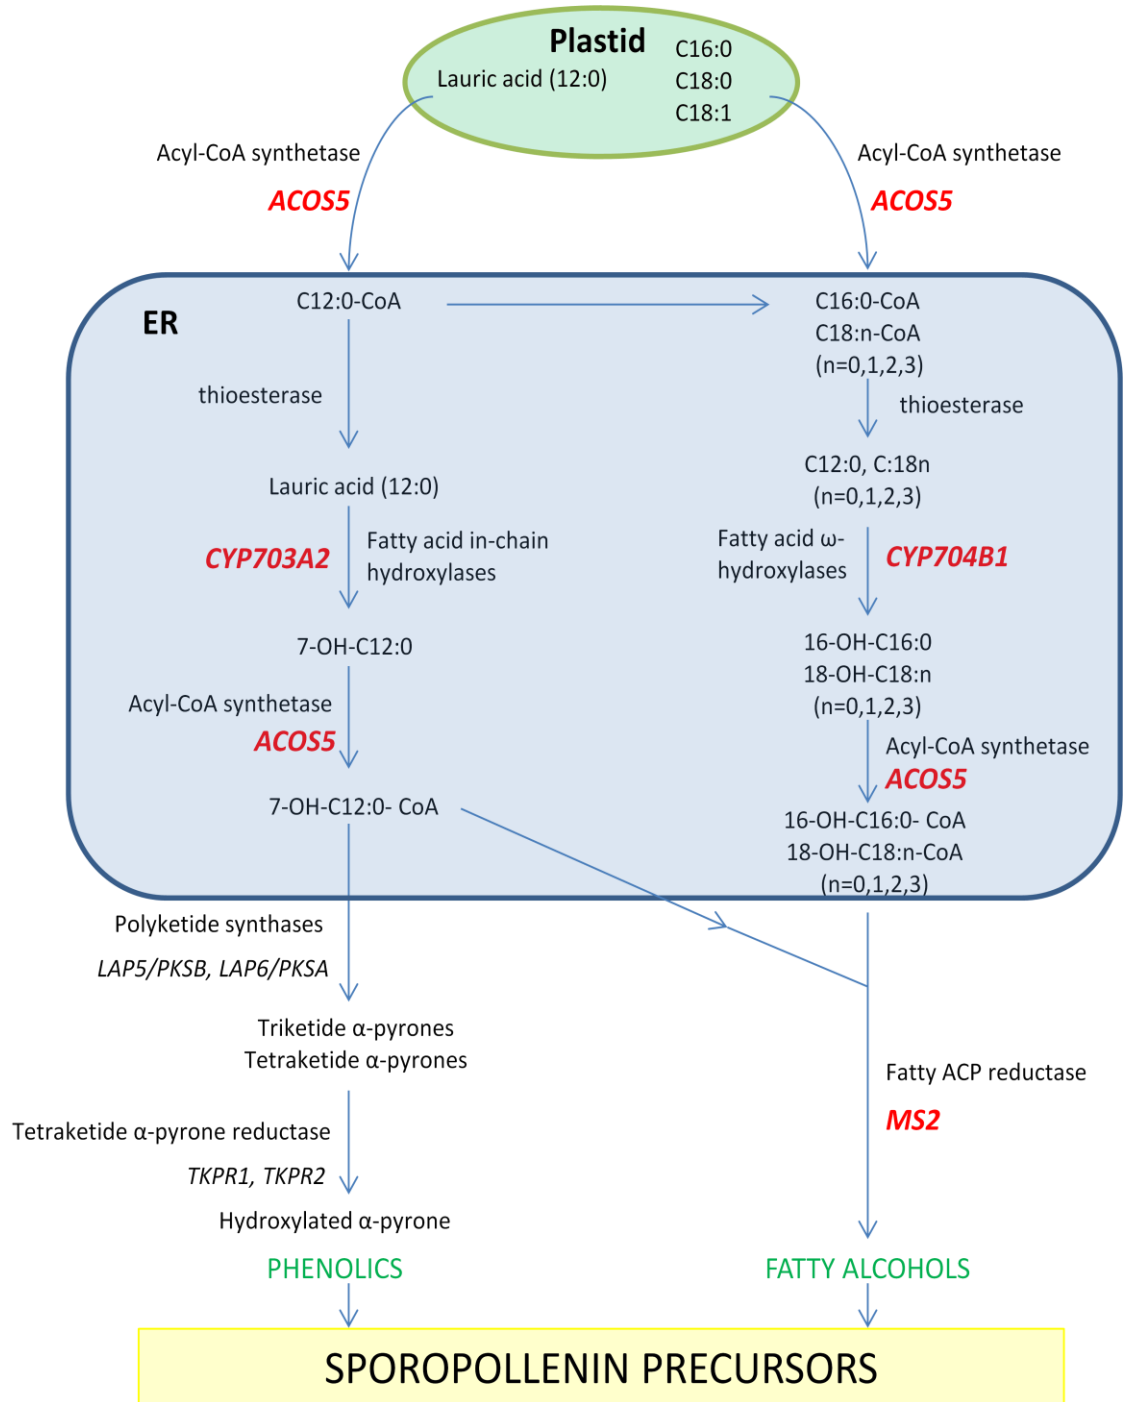 Plastid
Lauric acid (12:0)
C16:0
C18:0
C18:1
Acyl-CoA synthetase
ACOS5
Acyl-CoA synthetase
ACOS5
ER
C12:0-CoA
C16:0-CoA
C18:n-CoA
(n=0,1,2,3)
thioesterase
thioesterase
Lauric acid (12:0)
C12:0, C:18n
(n=0,1,2,3)
CYP703A2
Fatty acid in-chain
hydroxylases
Fatty acid ω-
hydroxylases
CYP704B1
7-OH-C12:0
16-OH-C16:0
18-OH-C18:n
(n=0,1,2,3)
Acyl-CoA synthetase
ACOS5
Acyl-CoA synthetase
ACOS5
7-OH-C12:0- CoA
16-OH-C16:0- CoA
18-OH-C18:n-CoA
(n=0,1,2,3)
Polyketide synthases
LAP5/PKSB, LAP6/PKSA
Triketide α-pyrones
Tetraketide α-pyrones
Fatty ACP reductase
MS2
Tetraketide α-pyrone reductase
TKPR1, TKPR2
Hydroxylated α-pyrone
PHENOLICS
FATTY ALCOHOLS
SPOROPOLLENIN PRECURSORS